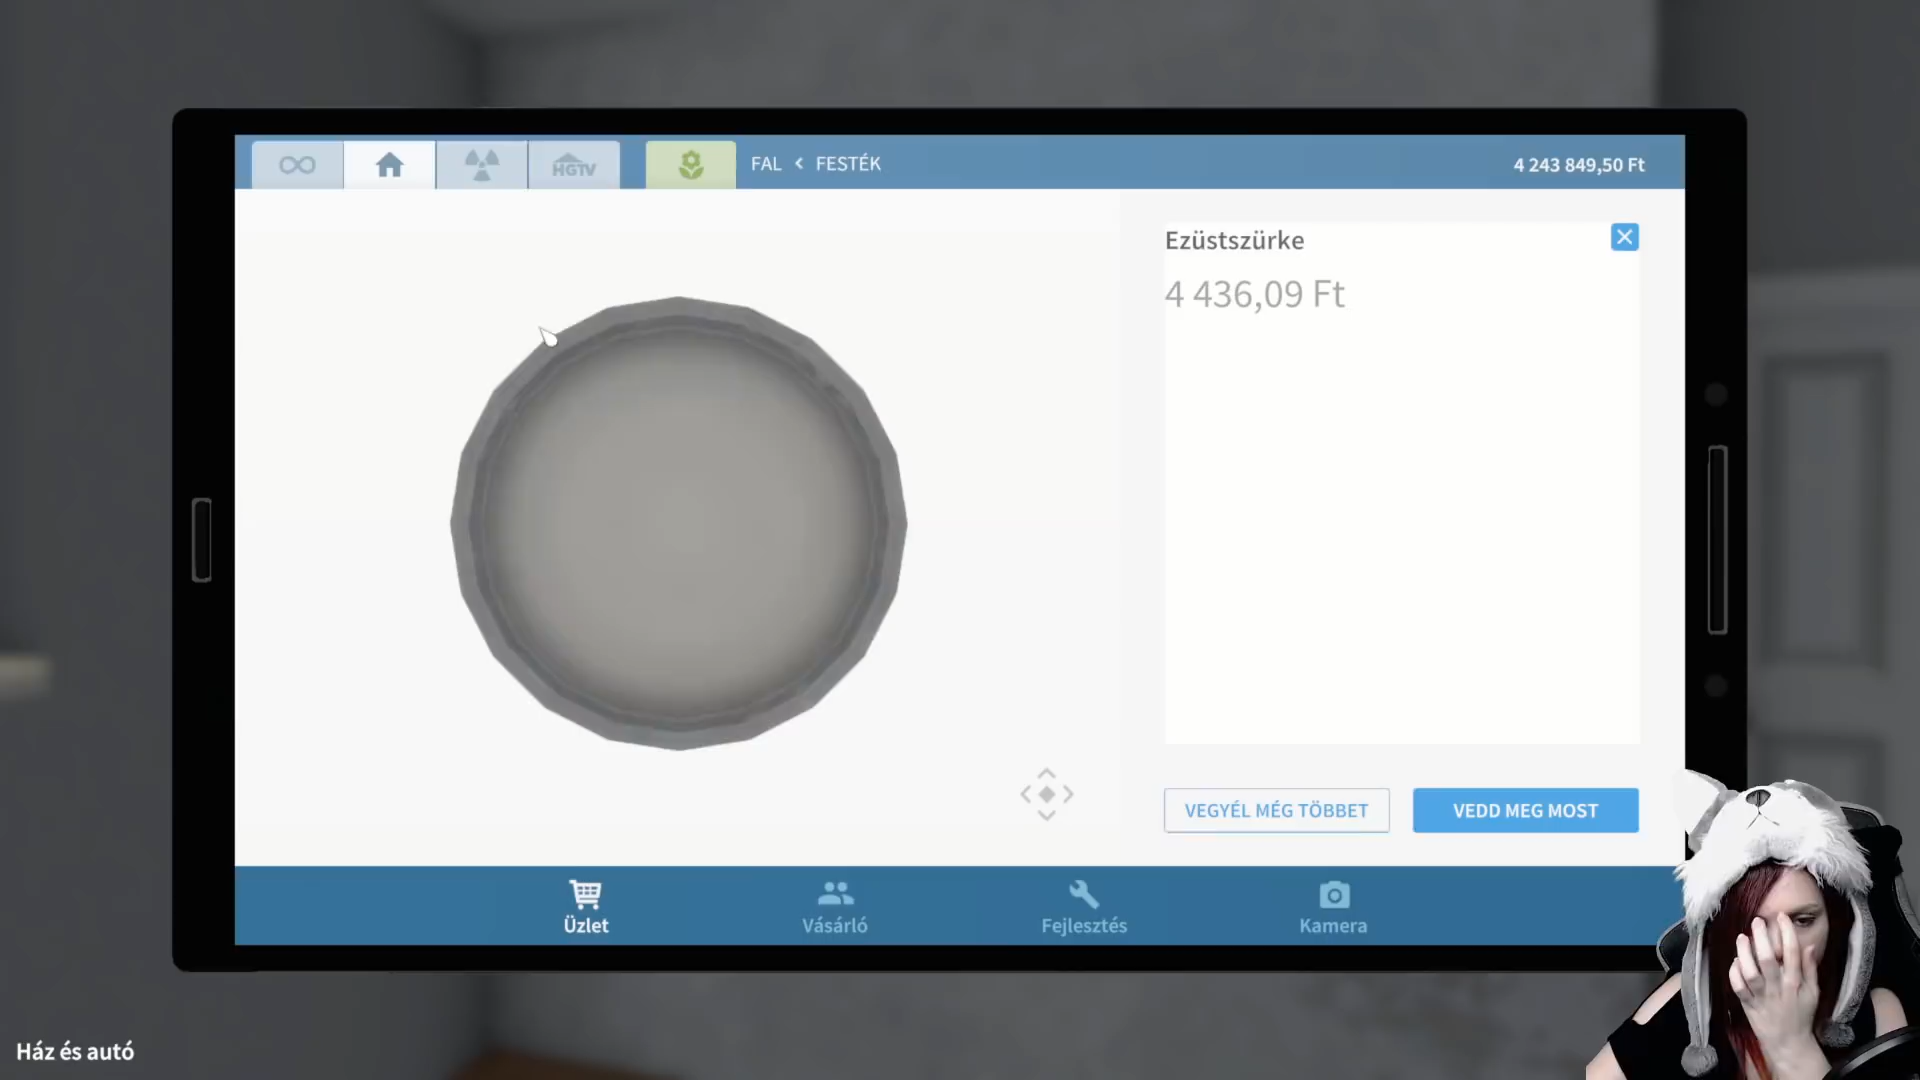 HGTV
FAL < FESTÉK
4 243 849,50 Ft
Ezüstszürke
4 436,09 Ft
VEGYÉL MÉG TÖBBET
VEDD MEG MOST
Üzlet
Vásárló
Fejlesztés
Kamera
Ház és autó